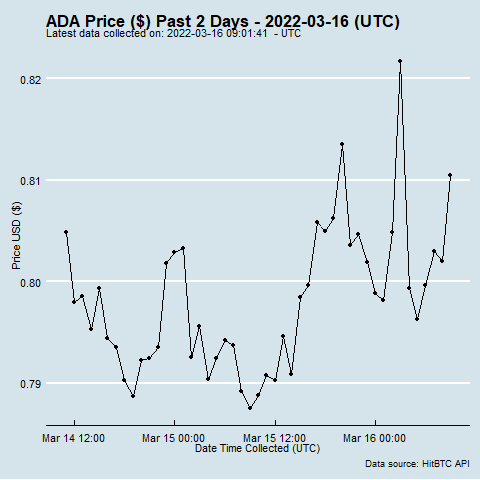 ADA Price ($) Past 2 Days - 2022-03-16 (UTC)
Latest data collected on: 2022-03-16 09:01:41 - UTC
0.82
0.81
0.80
0.79
Price USD ($)
Mar 14 12:00 Mar 15 00:00 Mar 15 12:00 Mar 16 00:00
Date Time Collected (UTC)
Data source: HitBTC API